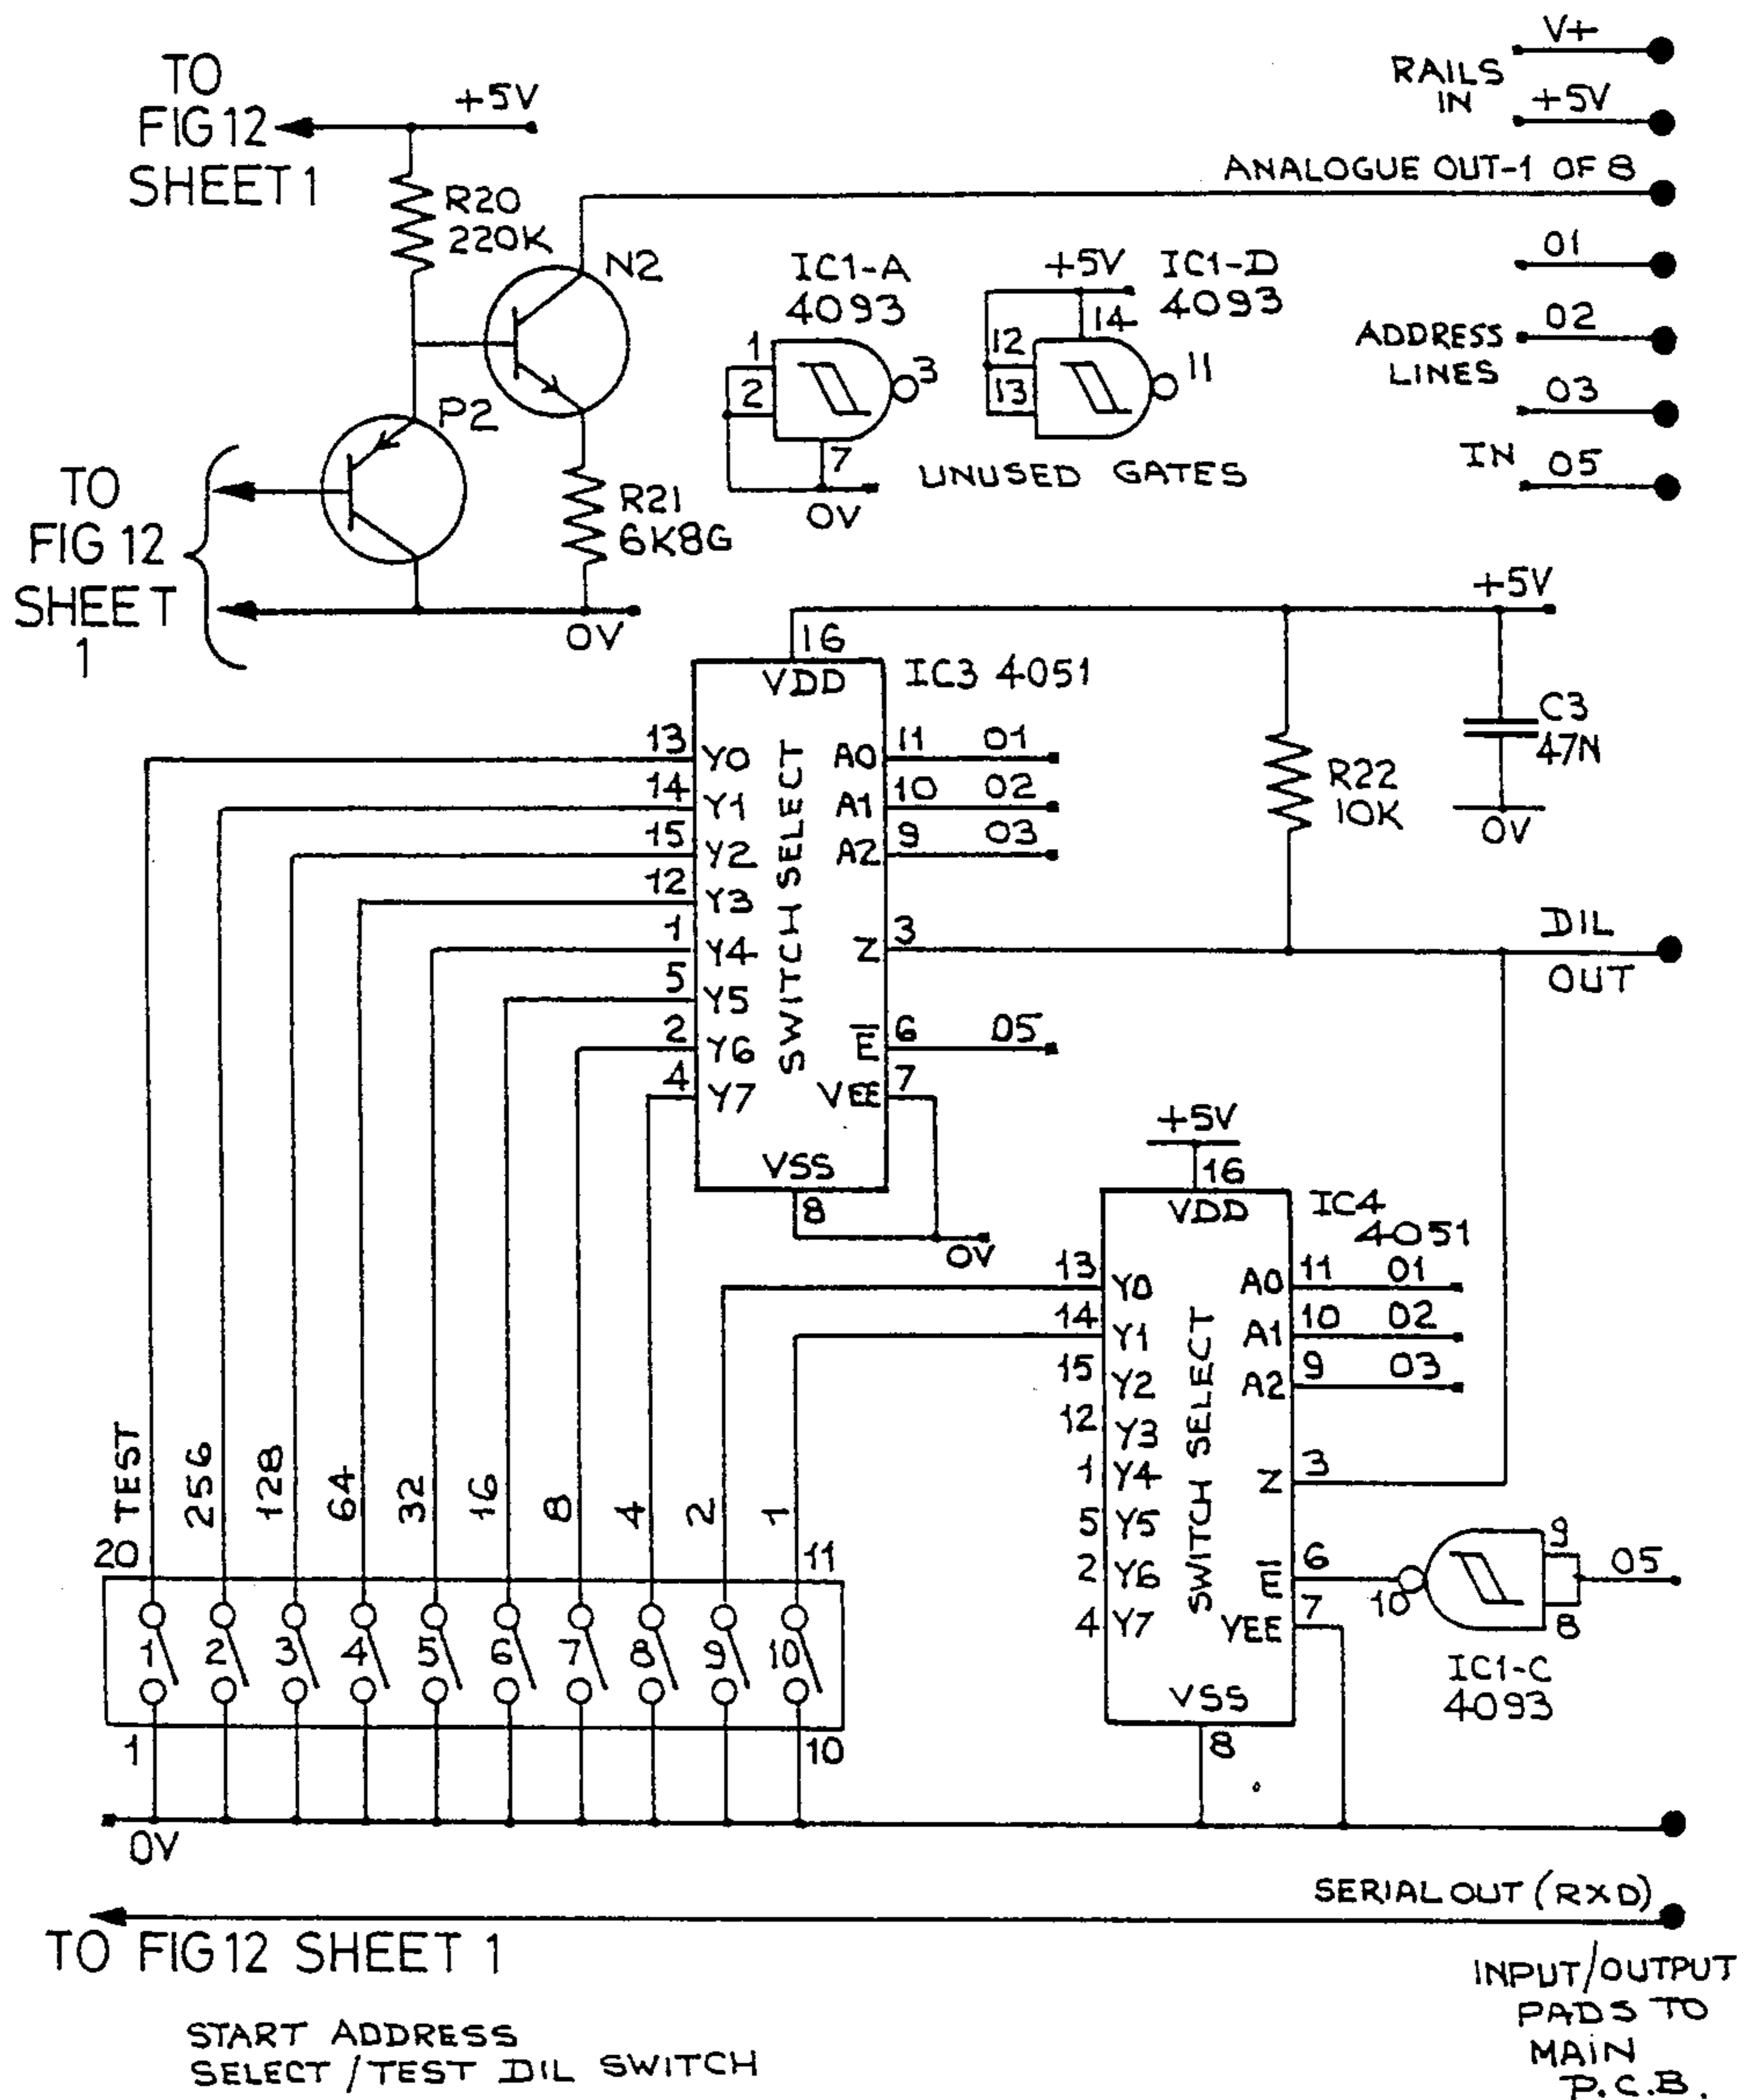 TO
FIG 12
SHEET 1
+5V
R20
220K
N2
P2
R21
6K8G
TO
FIG 12
SHEET
1
0V
IC1-A
4093
1
2
3
7
0V
+5V
IC1-D
4093
14
12
13
11
UNUSED GATES
RAILS
IN
V+
+5V
ANALOGUE OUT-1 OF 8
ADDRESS
LINES
IN
01
02
03
05
+5V
16
VDD
IC3 4051
SWITCH SELECT
13 Y0
14 Y1
15 Y2
12 Y3
1 Y4
5 Y5
2 Y6
4 Y7
A0 11 01
A1 10 02
A2 9 03
Z 3
E̅ 6 05
VEE 7
VSS
8
0V
R22
10K
C3
47N
0V
DIL
OUT
+5V
16
VDD
IC4
4051
SWITCH SELECT
13 Y0
14 Y1
15 Y2
12 Y3
1 Y4
5 Y5
2 Y6
4 Y7
A0 11 01
A1 10 02
A2 9 03
Z 3
E̅ 6
YEE 7
VSS
8
10
9
8
05
IC1-C
4093
TEST
256
128
64
32
16
8
4
2
1
20
11
1 2 3 4 5 6 7 8 9 10
1
10
0V
SERIAL OUT (RXD)
TO FIG 12 SHEET 1
INPUT/OUTPUT
PADS TO
MAIN
P.C.B.
START ADDRESS
SELECT / TEST DIL SWITCH